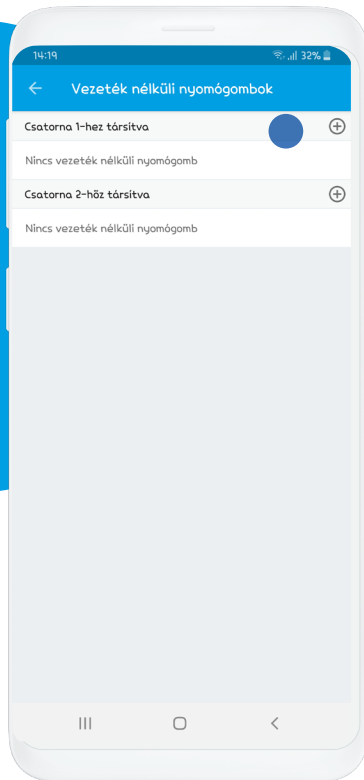 14:19 32%
Vezeték nélküli nyomógombok
Csatorna 1-hez társítva
Nincs vezeték nélküli nyomógomb
Csatorna 2-höz társítva
Nincs vezeték nélküli nyomógomb